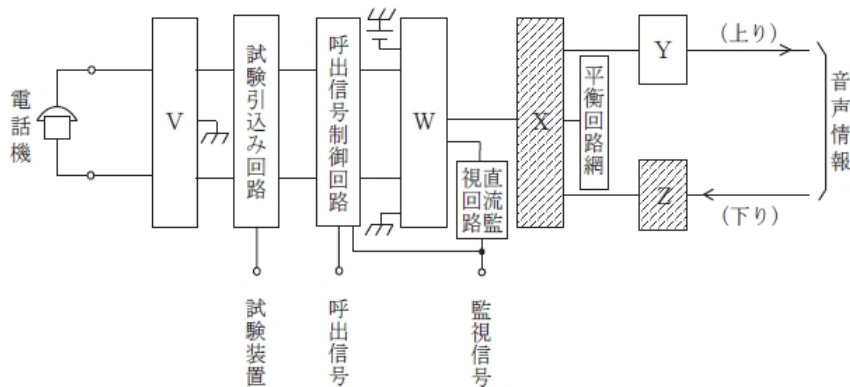 電話機
V
試験引込み回路
呼出信号制御回路
W
直流監視回路
X
平衡回路網
Y
(上り)
Z
(下り)
音声情報
試験装置
呼出信号
監視信号